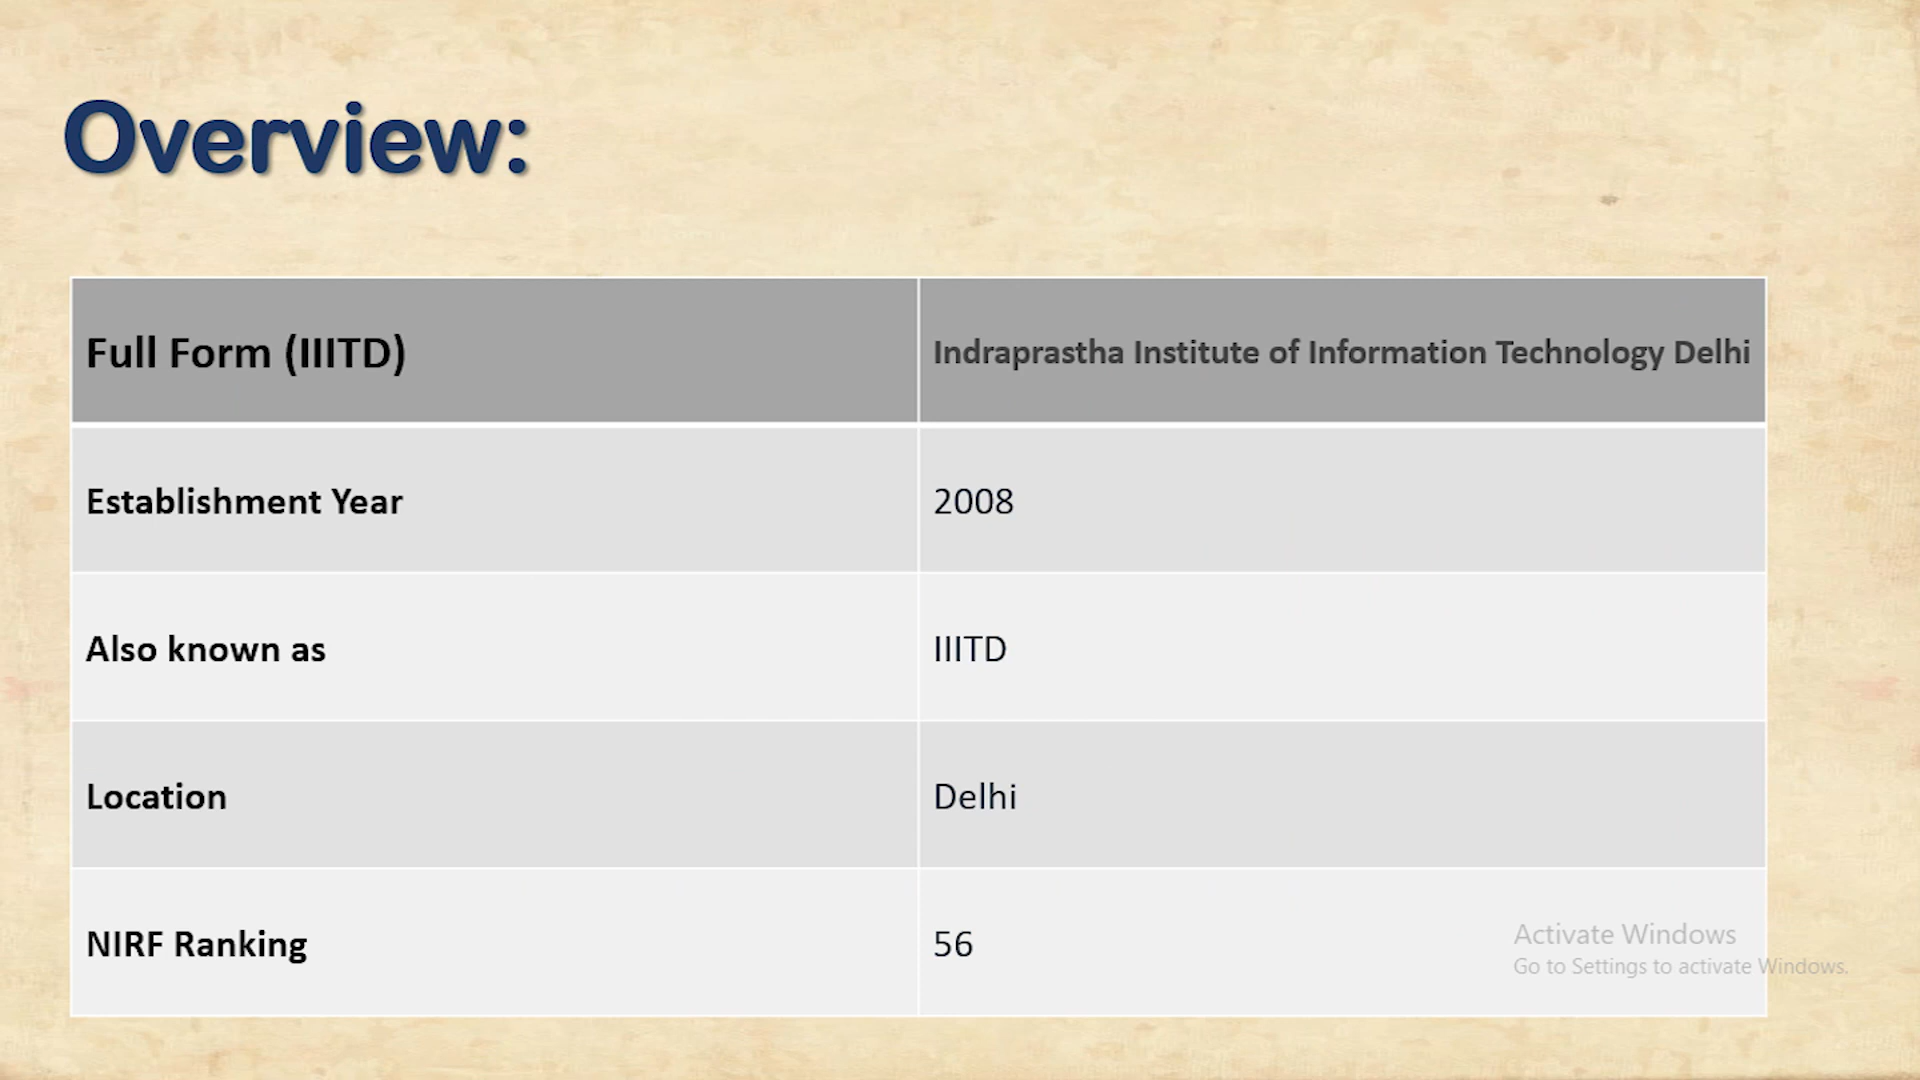 Overview:
Full Form (IIITD)
Indraprastha Institute of Information Technology Delhi
Establishment Year
2008
Also known as
IIITD
Location
Delhi
NIRF Ranking
56
Activate Windows
Go to Settings to activate Windows.